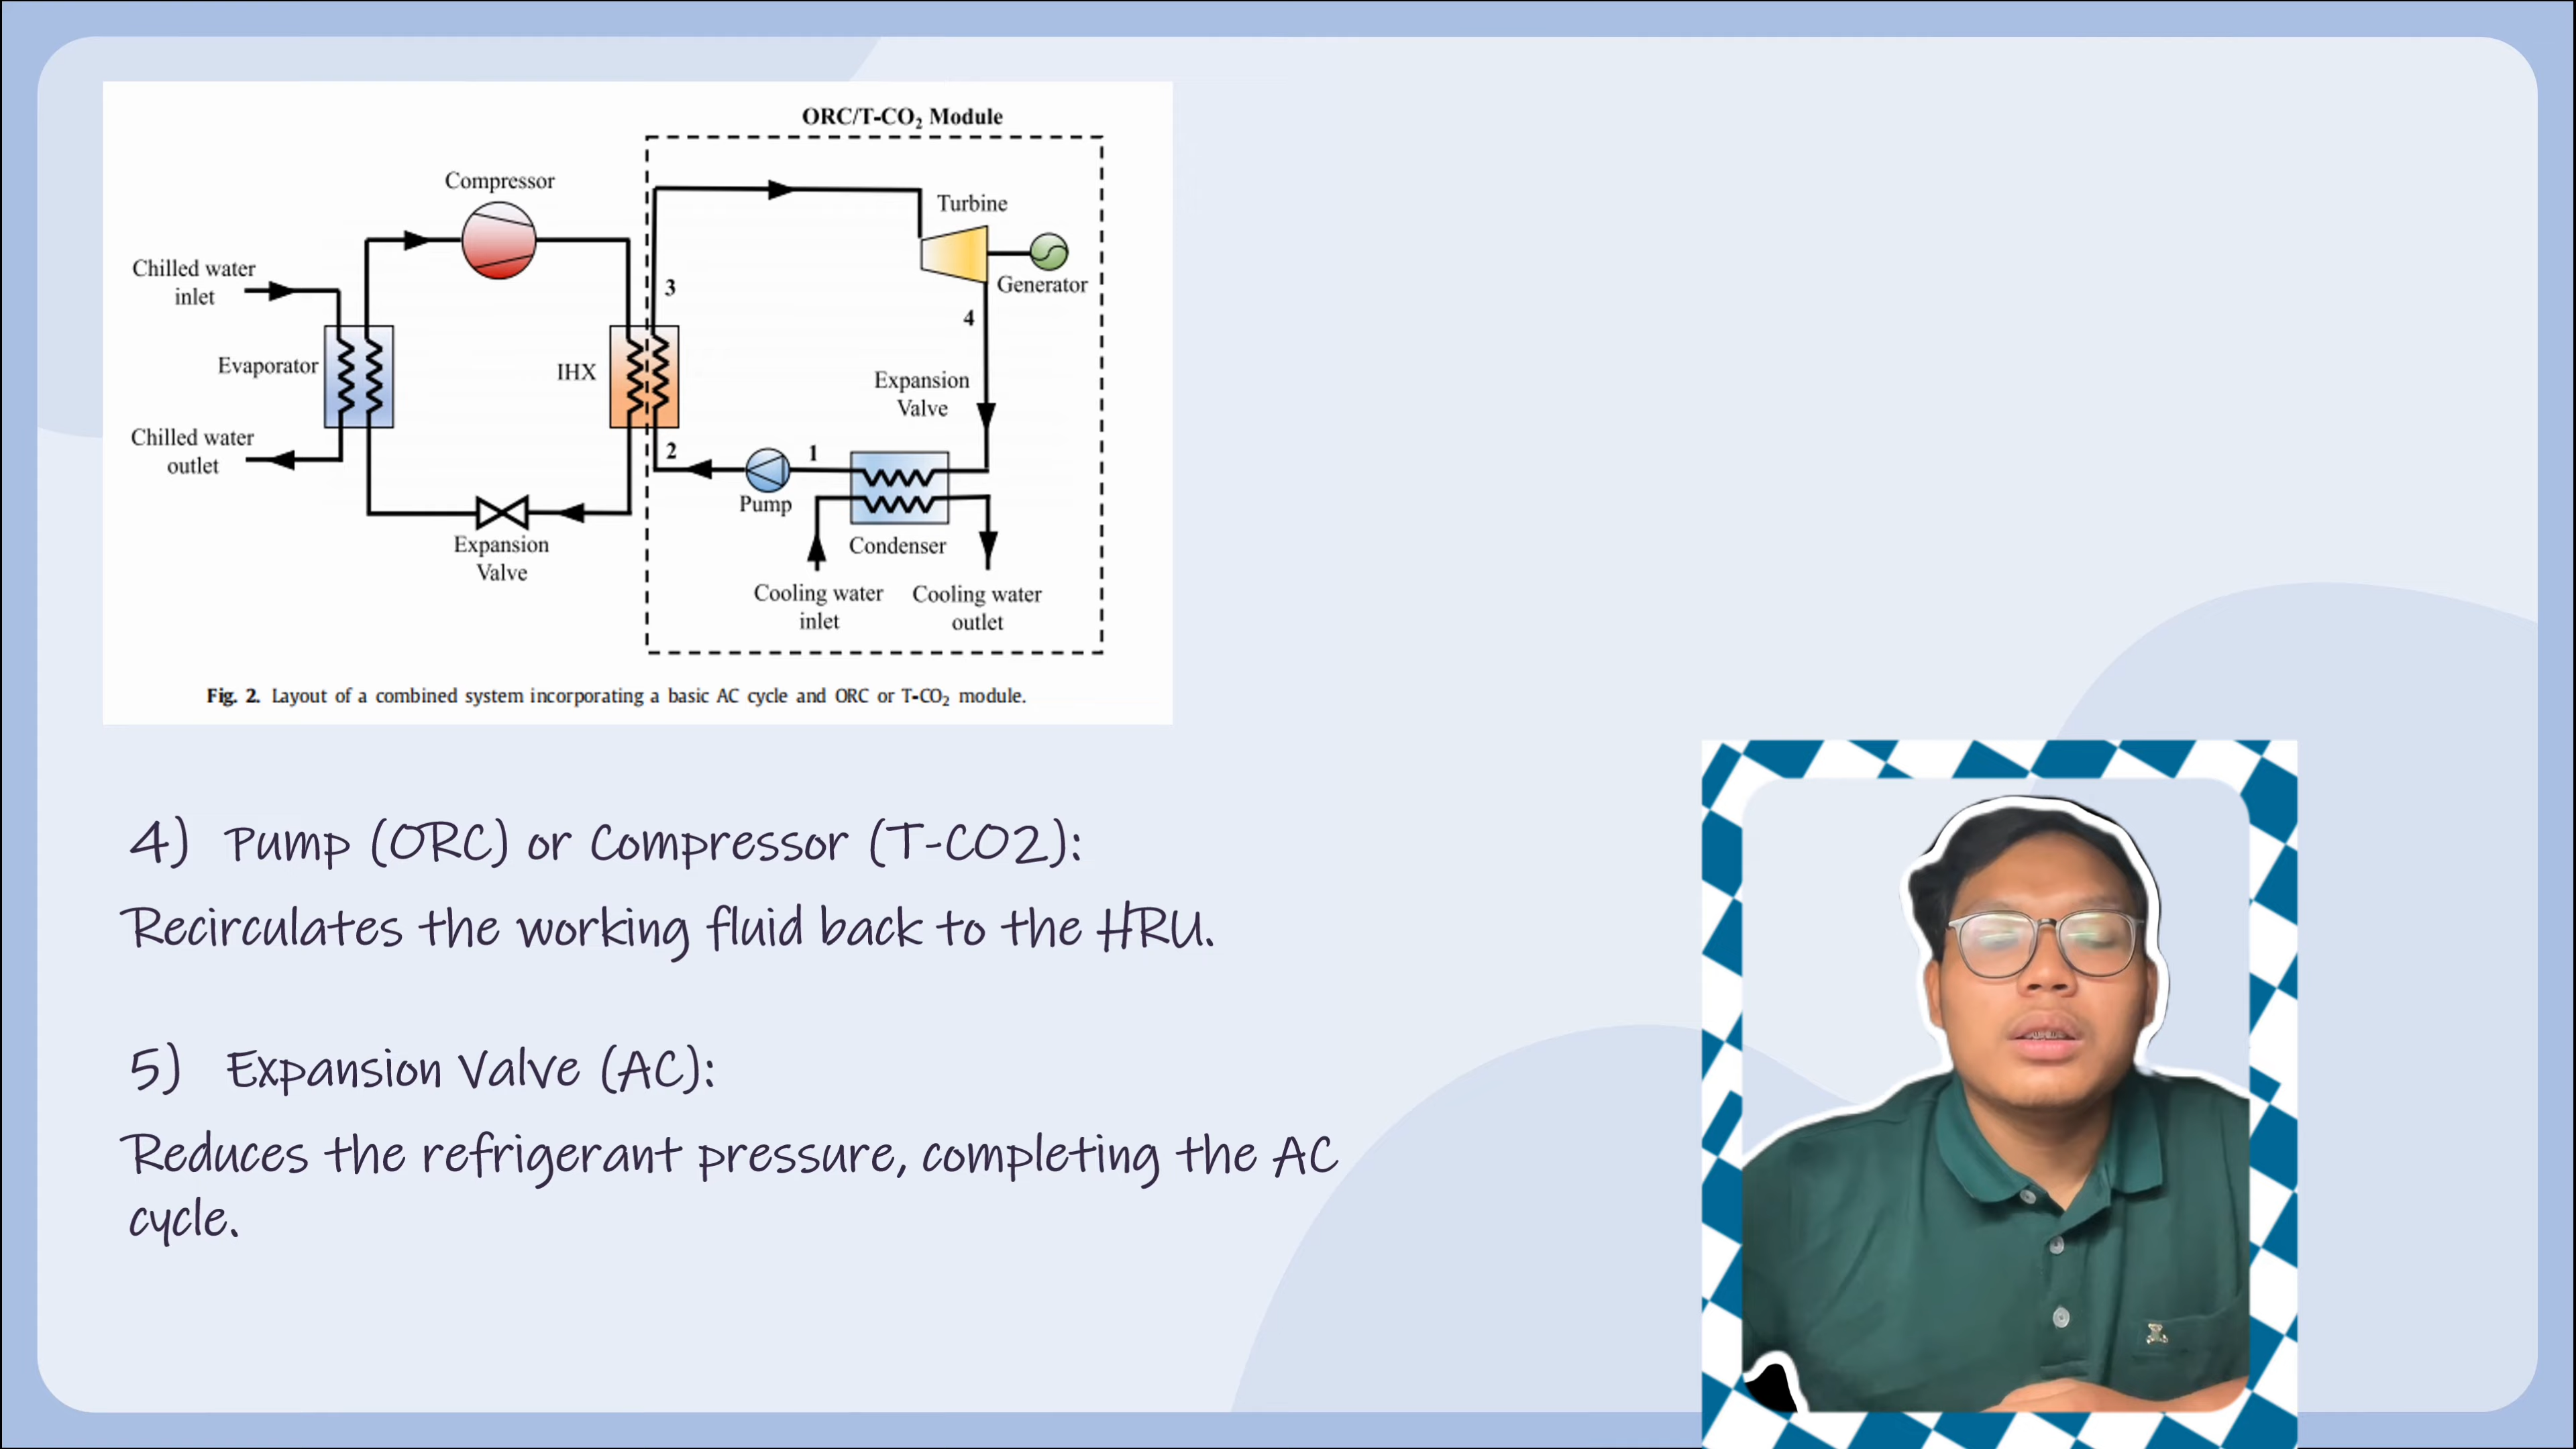 ORC/T-CO₂ Module
Compressor
Turbine
Chilled water
inlet
3
Generator
4
Evaporator
IHX
Expansion
Valve
Chilled water
outlet
2
1
Pump
Expansion
Valve
Condenser
Cooling water
inlet
Cooling water
outlet
Fig. 2. Layout of a combined system incorporating a basic AC cycle and ORC or T-CO₂ module.
4) Pump (ORC) or Compressor (T-CO2):
Recirculates the working fluid back to the HRU.
5) Expansion Valve (AC):
Reduces the refrigerant pressure, completing the AC
cycle.